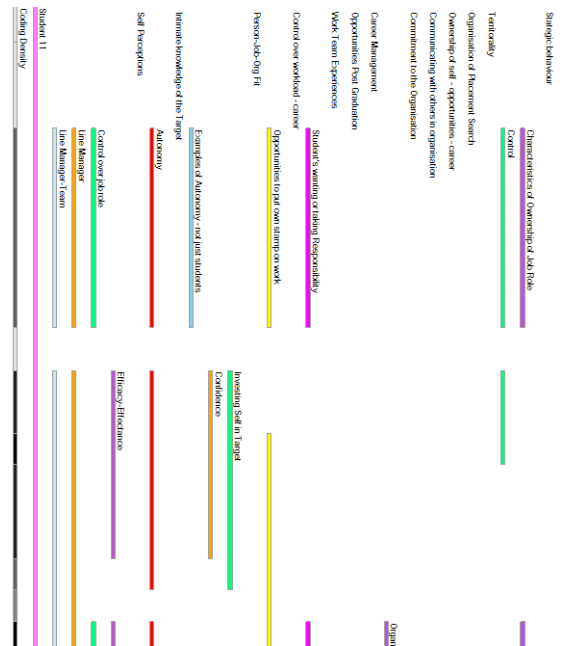 Strategic behaviour
Characteristics of Ownership of Job Role
Control
Territorality
Organisation of Placement Search
Ownership of self - opportunities - career
Communicating with others in organisation
Commitment to the Organisation
Organ
Career Management
Opportunities Post Graduation
Work Team Experiences
Student's wanting or taking Responsibility
Control over workload - career
Opportunities to put own stamp on work
Person-Job-Org Fit
Investing Self in Target
Confidence
Examples of Autonomy - not just students
Intimate knowledge of the Target
Autonomy
Self Perceptions
Efficacy-Effectance
Control over job role
Line Manager
Line Manager-Team
Student 11
Coding Density